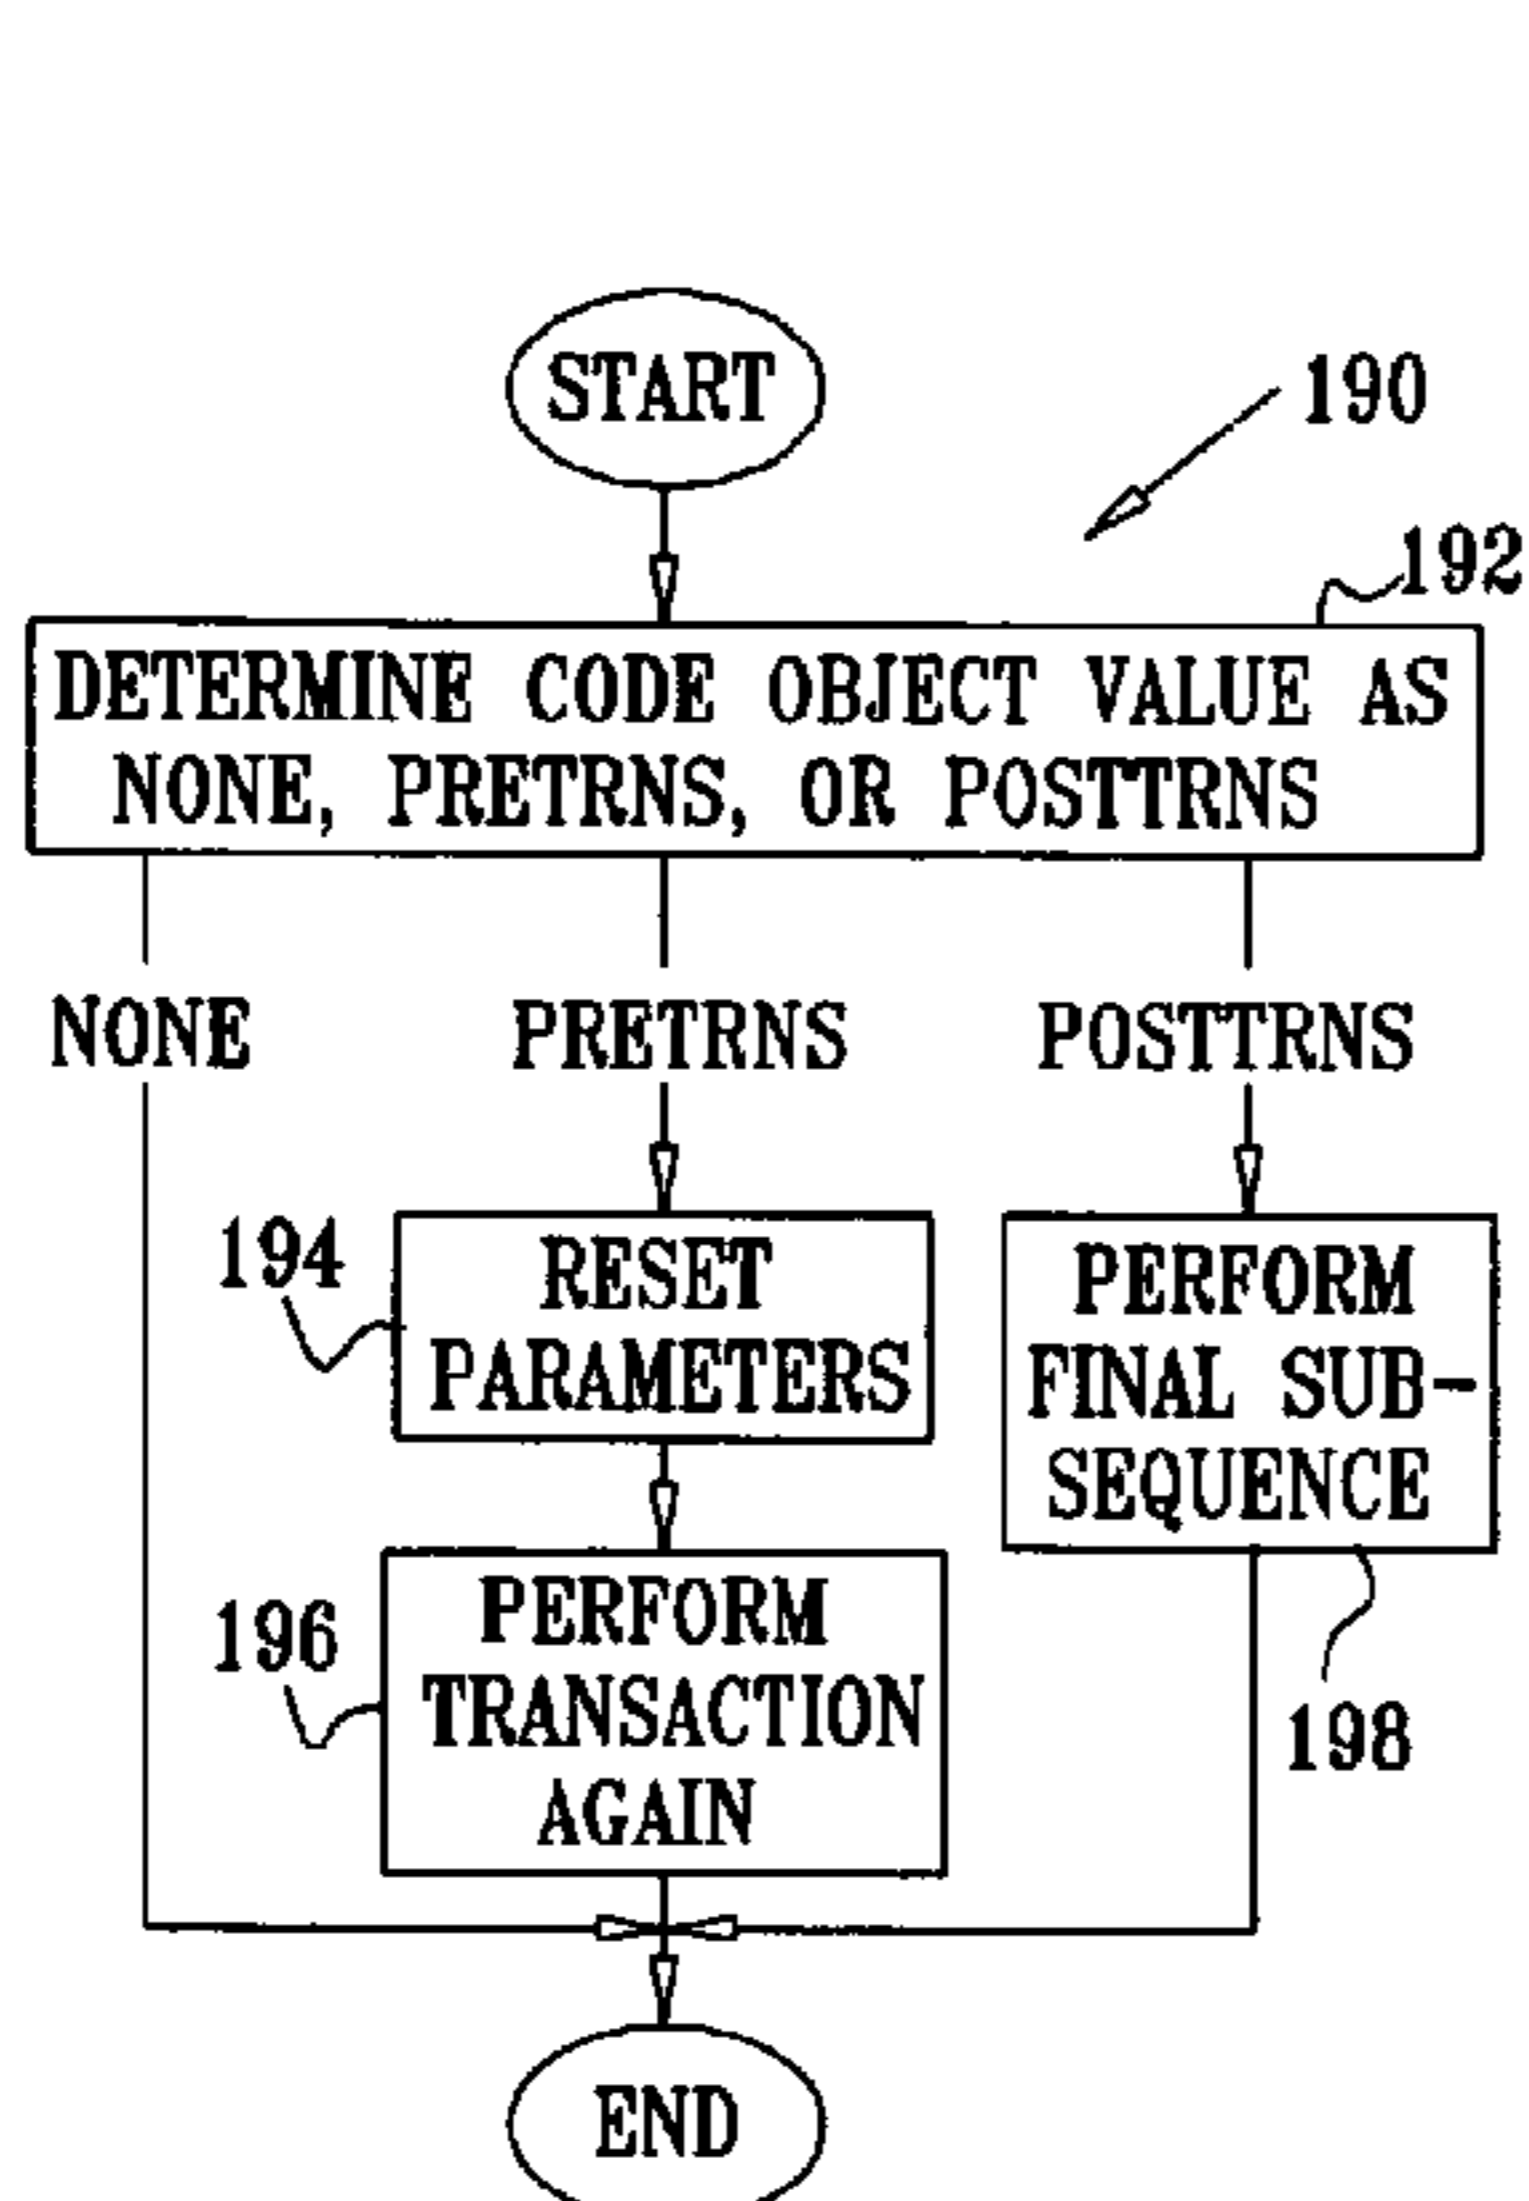 START
190
192
DETERMINE CODE OBJECT VALUE AS
NONE, PRETRNS, OR POSTTRNS
NONE
PRETRNS
POSTTRNS
194
RESET
PARAMETERS
PERFORM
FINAL SUB-
SEQUENCE
196
PERFORM
TRANSACTION
AGAIN
198
END